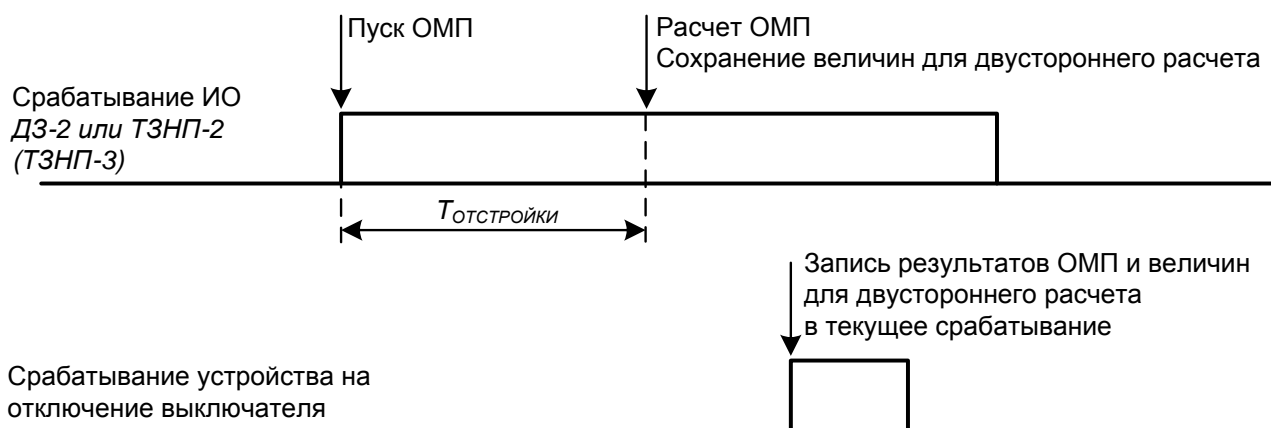 Пуск ОМП
Расчет ОМП
Сохранение величин для двустороннего расчета
Срабатывание ИО
ДЗ-2 или ТЗНП-2
(ТЗНП-3)
TОТСТРОЙКИ
Запись результатов ОМП и величин
для двустороннего расчета
в текущее срабатывание
Срабатывание устройства на
отключение выключателя